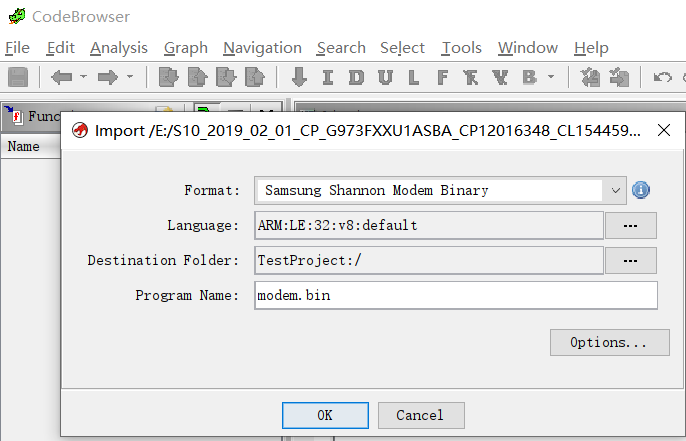 CodeBrowser
File Edit Analysis Graph Navigation Search Select Tools Window Help
I D U L F V B
Name
Import /E:/S10_2019_02_01_CP_G973FXXU1ASBA_CP12016348_CL154459...
Format: Samsung Shannon Modem Binary
Language: ARM:LE:32:v8:default ...
Destination Folder: TestProject:/ ...
Program Name: modem.bin
Options...
OK Cancel